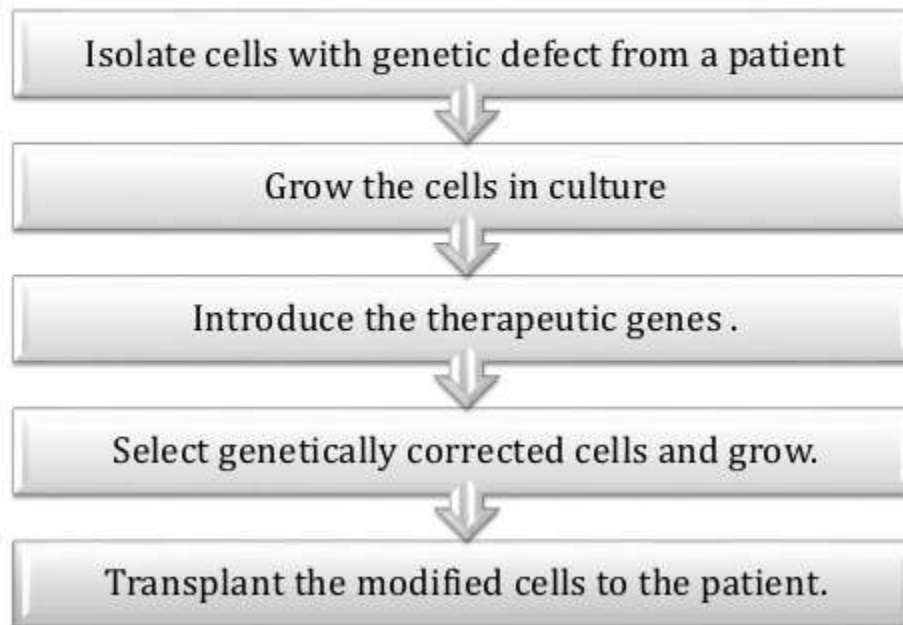 Isolate cells with genetic defect from a patient
Grow the cells in culture
Introduce the therapeutic genes .
Select genetically corrected cells and grow.
Transplant the modified cells to the patient.